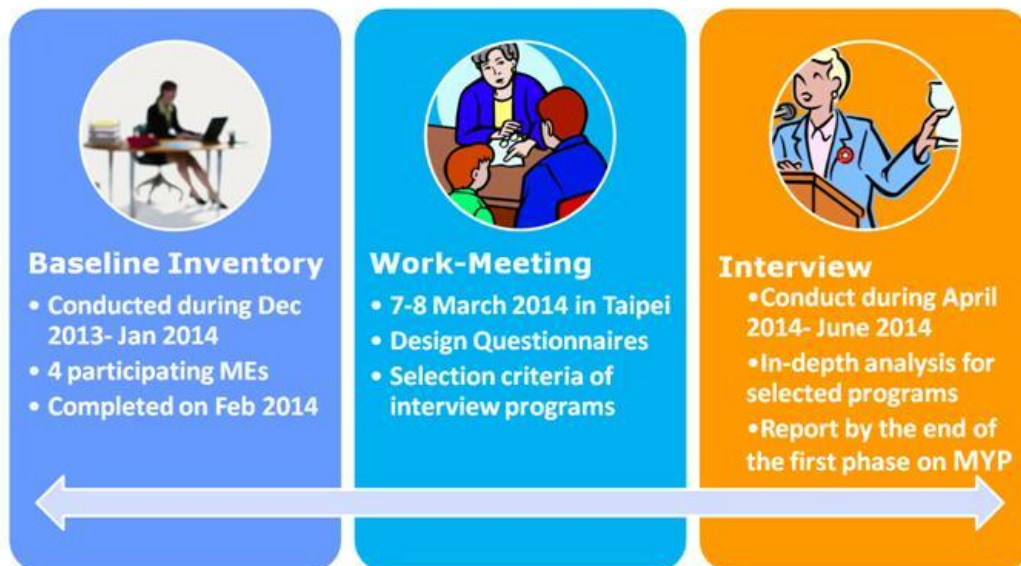 Baseline Inventory
• Conducted during Dec
2013- Jan 2014
• 4 participating MEs
• Completed on Feb 2014
Work-Meeting
• 7-8 March 2014 in Taipei
• Design Questionnaires
• Selection criteria of
interview programs
Interview
•Conduct during April
2014- June 2014
•In-depth analysis for
selected programs
•Report by the end of
the first phase on MYP